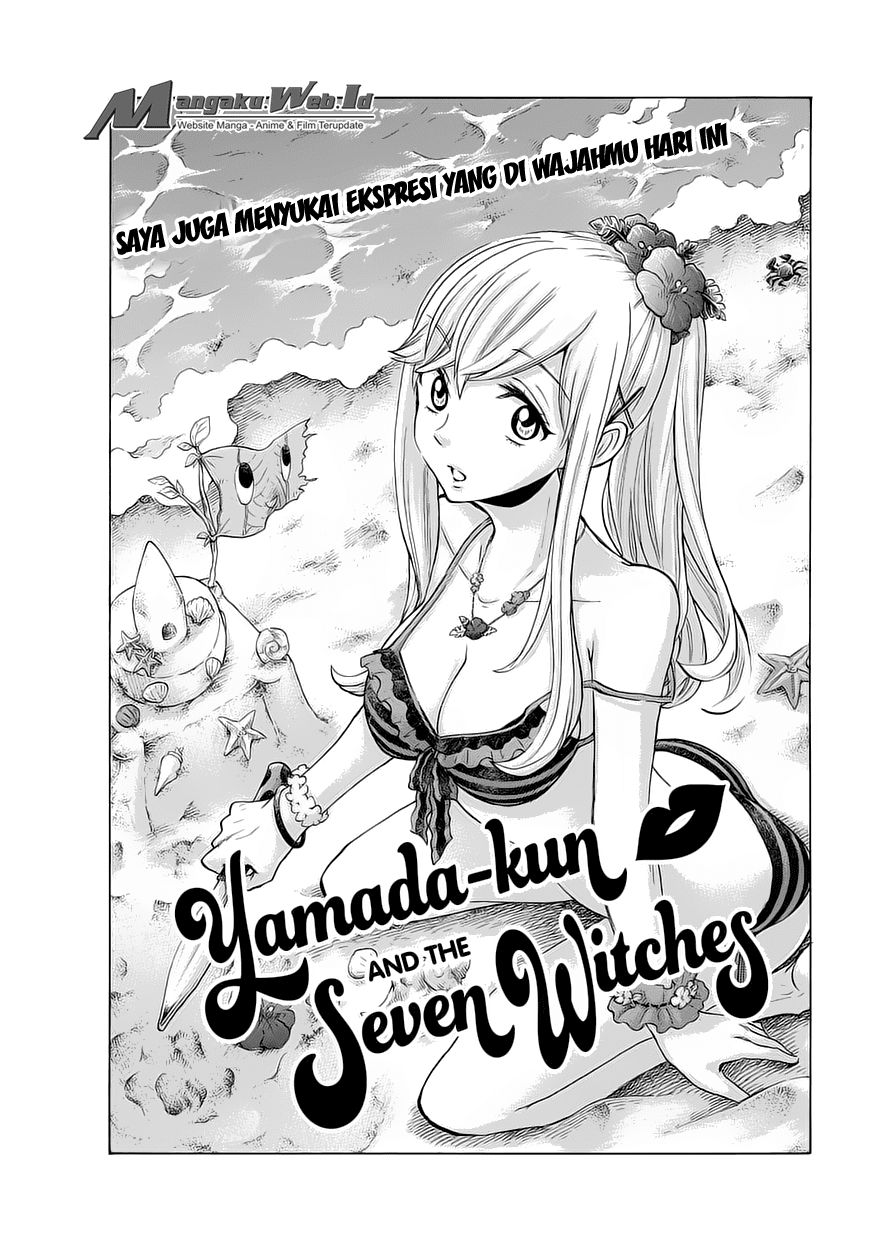 Mangaku.Web.Id
Website Manga - Anime & Film Terupdate
SAYA JUGA MENYUKAI EKSPRESI YANG DI WAJAHMU HARI INI
Yamada-kun
AND THE
Seven Witches